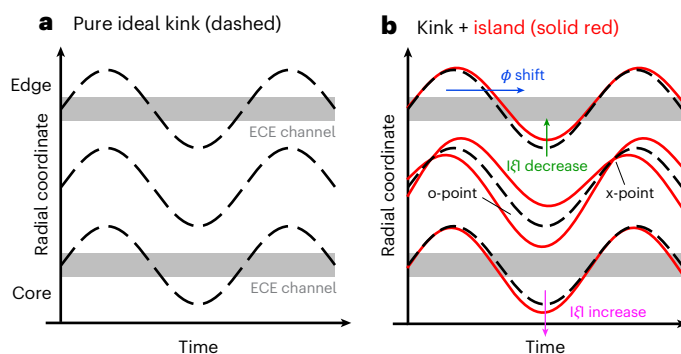 a Pure ideal kink (dashed)
Edge
ECE channel
Radial coordinate
ECE channel
Core
Time
b Kink + island (solid red)
ϕ shift
|ξ| decrease
o-point
x-point
Radial coordinate
|ξ| increase
Time